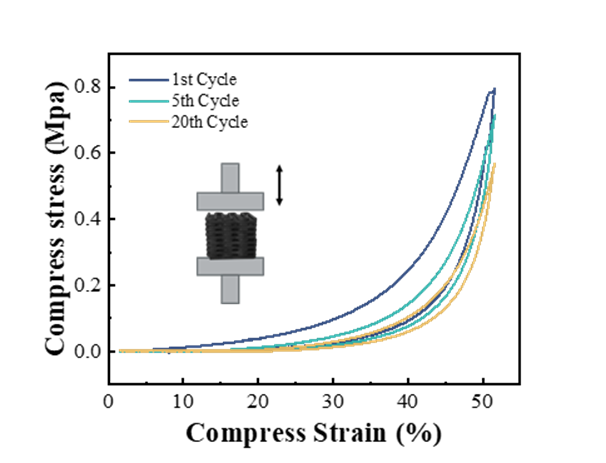 Compress stress (Mpa)
0.8
0.6
0.4
0.2
0.0
1st Cycle
5th Cycle
20th Cycle
0 10 20 30 40 50
Compress Strain (%)